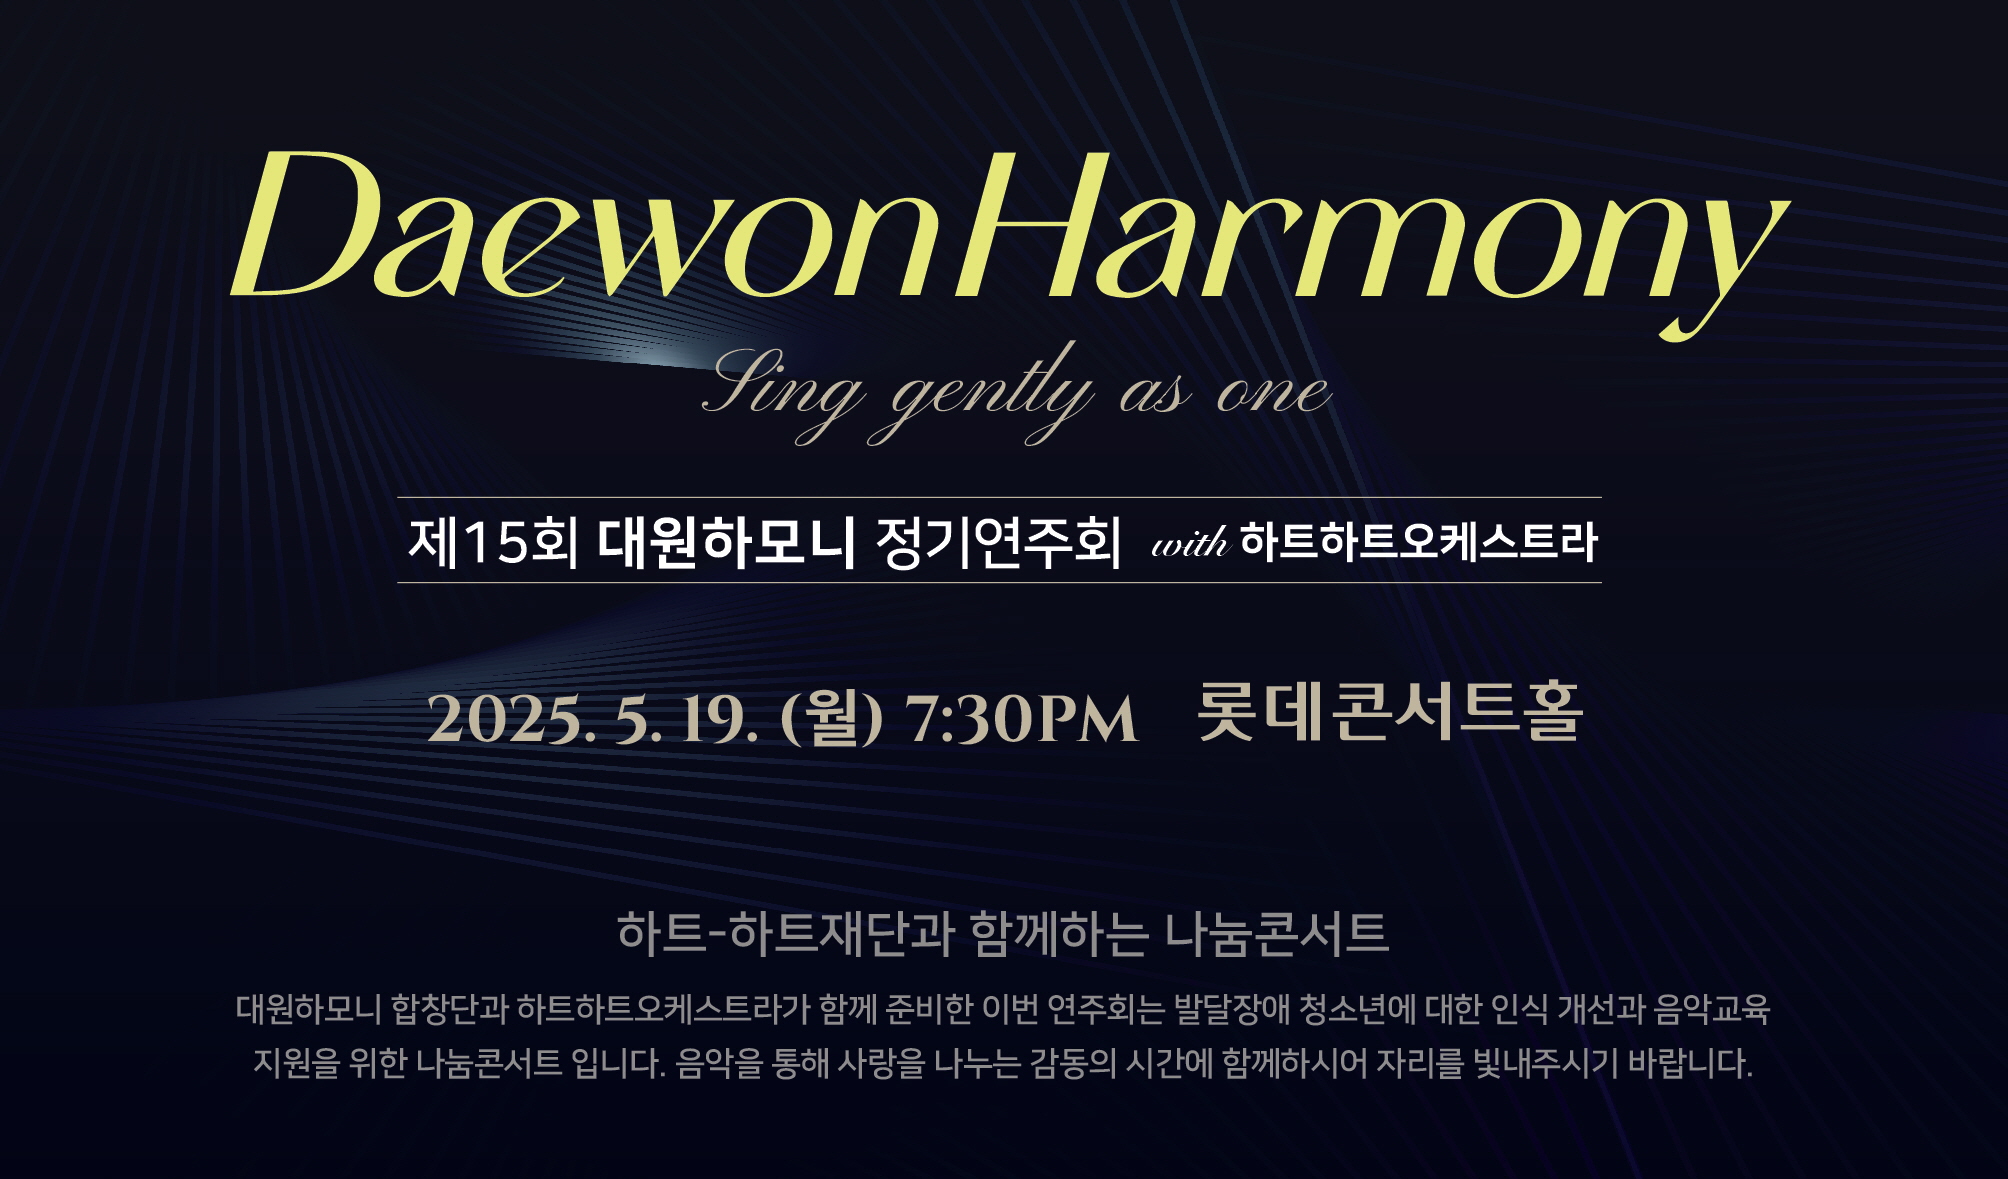 Daewon Harmony
Sing gently as one
제15회 대원하모니 정기연주회 with 하트하트오케스트라
2025. 5. 19. (월) 7:30PM 롯데콘서트홀
하트-하트재단과 함께하는 나눔콘서트
대원하모니 합창단과 하트하트오케스트라가 함께 준비한 이번 연주회는 발달장애 청소년에 대한 인식 개선과 음악교육
지원을 위한 나눔콘서트 입니다. 음악을 통해 사랑을 나누는 감동의 시간에 함께하시어 자리를 빛내주시기 바랍니다.